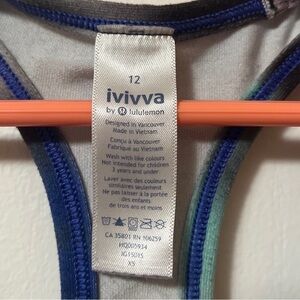 12
ivivva
by lululemon
Designed in Vancouver
Made in Vietnam
Conçu à Vancouver
Fabriqué au Vietnam
Wash with like colours
Not intended for children
3 years and under
Laver avec des couleurs
similaires seulement
Ne pas laisser à la portée
des enfants
de trois ans et moins
CA 35801 RN 106259
HQ005934
XS